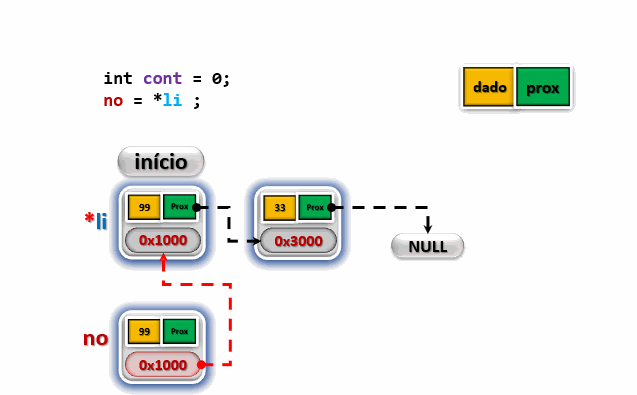 int cont = 0;
no = *li ;
dado prox
início
*li
99 Prox
0x1000
33 Prox
0x3000
NULL
no
99 Prox
0x1000